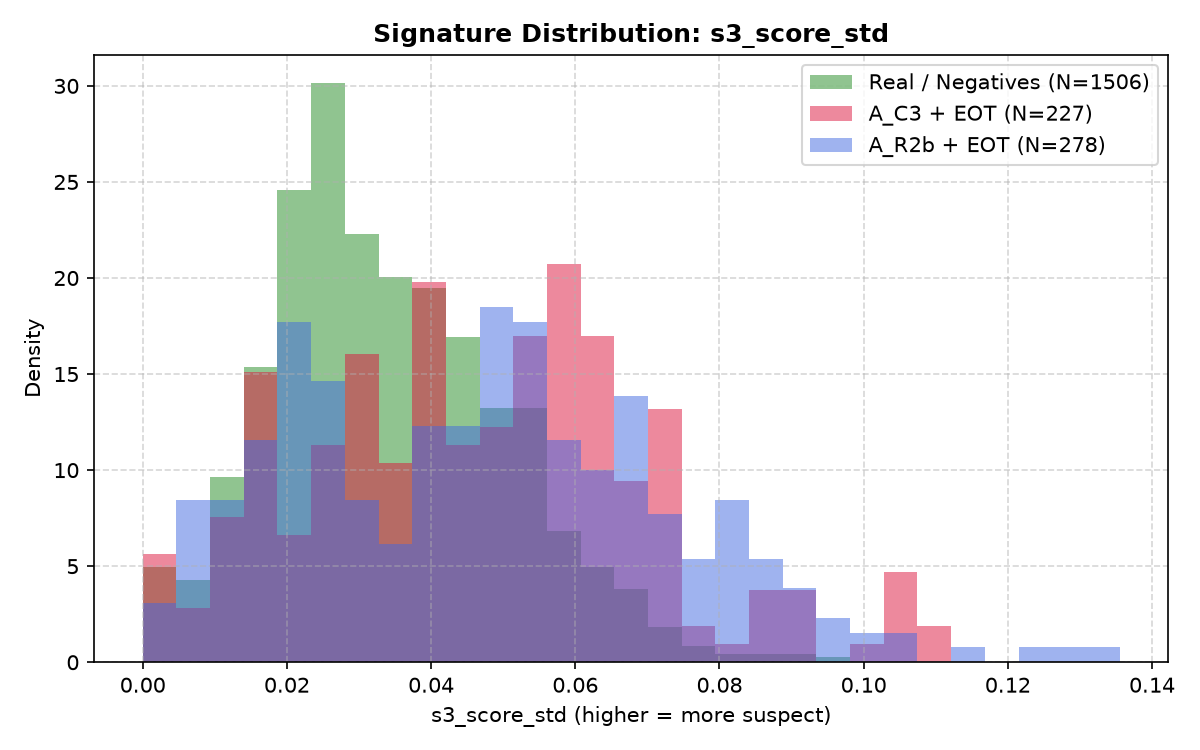 Signature Distribution: s3_score_std
Real / Negatives (N=1506)
A_C3 + EOT (N=227)
A_R2b + EOT (N=278)
Density
30
25
20
15
10
5
0
0.00 0.02 0.04 0.06 0.08 0.10 0.12 0.14
s3_score_std (higher = more suspect)